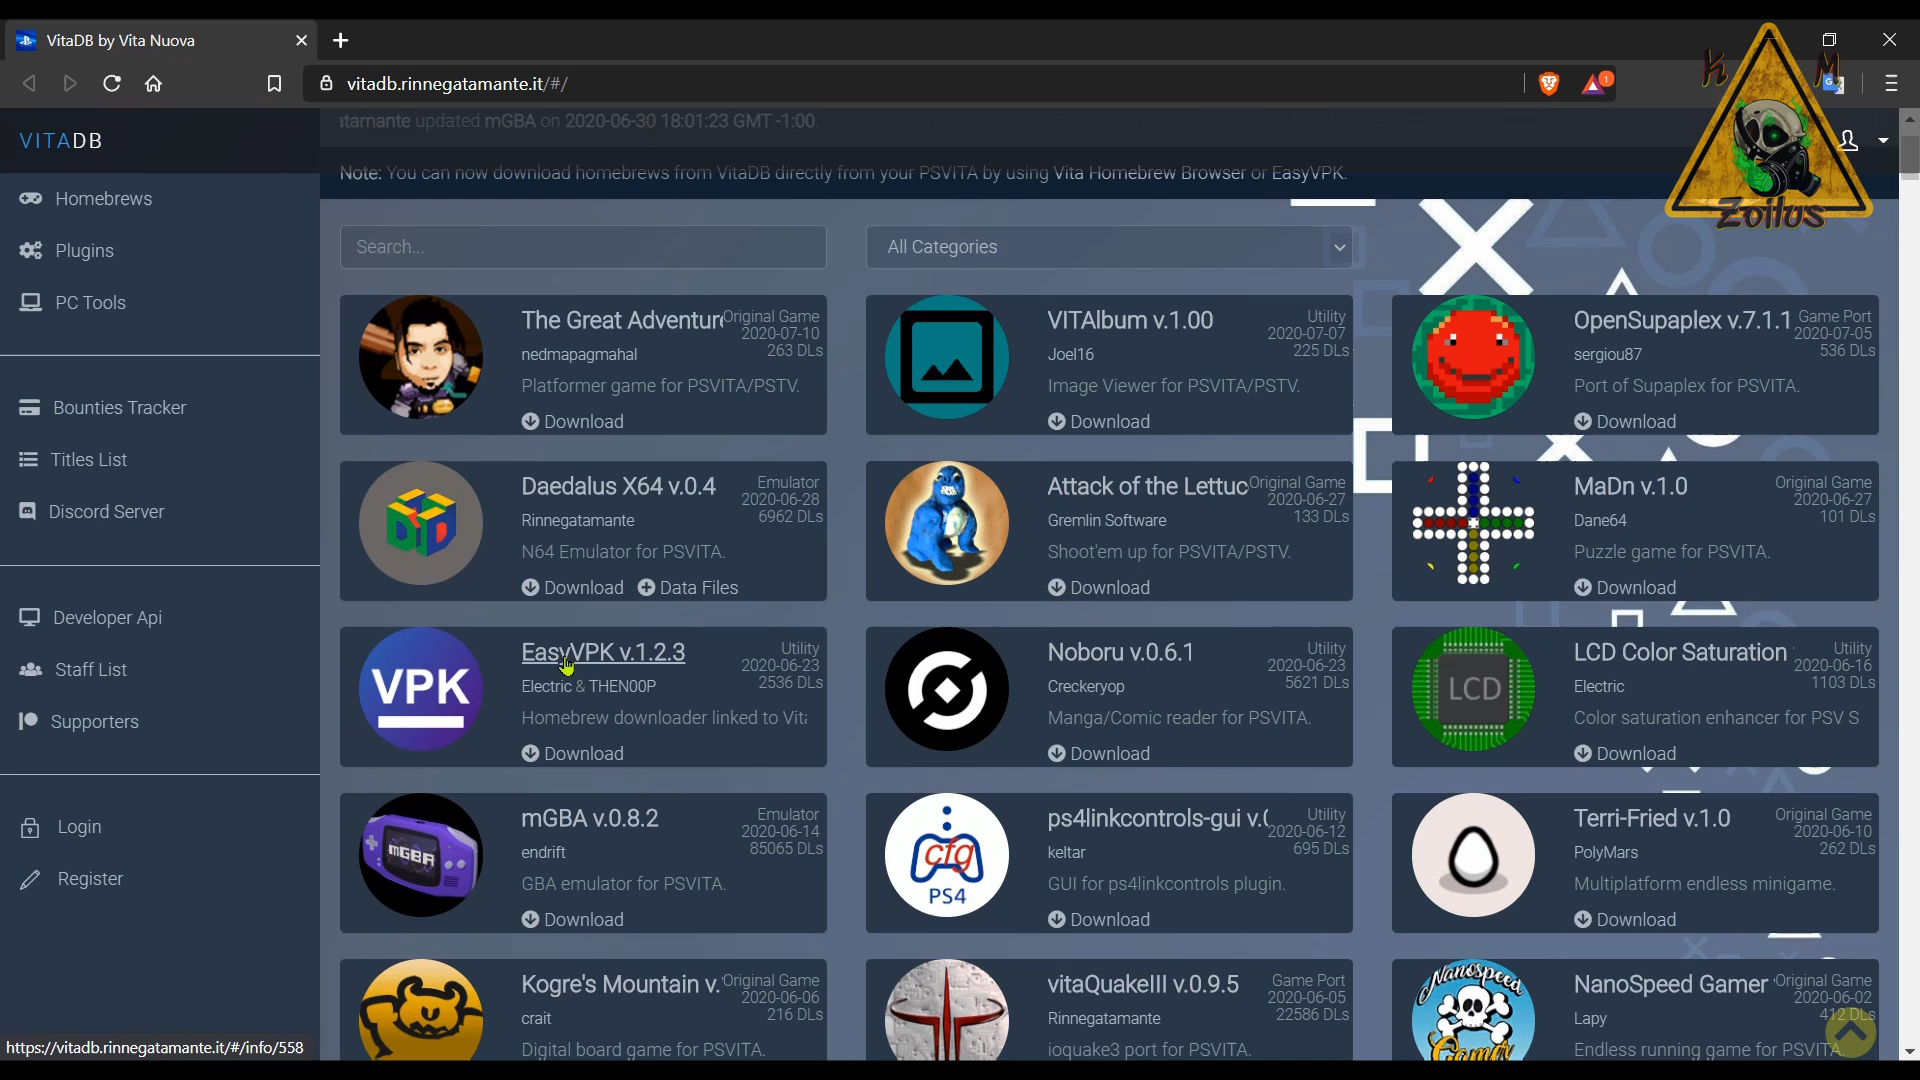 VitaDB by Vita Nuova
vitadb.rinnegatamante.it/#/
1
VITADB
Homebrews
Plugins
PC Tools
Bounties Tracker
Titles List
Discord Server
Developer Api
Staff List
Supporters
Login
Register
https://vitadb.rinnegatamante.it/#/info/558
atamante updated mGBA on 2020-06-30 18:01:23 GMT -1:00.
Note: You can now download homebrews from VitaDB directly from your PSVITA by using Vita Homebrew Browser or EasyVPK.
K M
Zoilus
Search...
All Categories
The Great Adventure
Original Game
2020-07-10
263 DLs
nedmapagmahal
Platformer game for PSVITA/PSTV.
Download
VITAlbum v.1.00
Utility
2020-07-07
225 DLs
Joel16
Image Viewer for PSVITA/PSTV.
Download
OpenSupaplex v.7.1.1
Game Port
2020-07-05
536 DLs
sergiou87
Port of Supaplex for PSVITA.
Download
Daedalus X64 v.0.4
Emulator
2020-06-28
6962 DLs
Rinnegatamante
N64 Emulator for PSVITA.
Download Data Files
Attack of the Lettuc
Original Game
2020-06-27
133 DLs
Gremlin Software
Shoot'em up for PSVITA/PSTV.
Download
MaDn v.1.0
Original Game
2020-06-27
101 DLs
Dane64
Puzzle game for PSVITA.
Download
VPK
EasyVPK v.1.2.3
Utility
2020-06-23
2536 DLs
Electric & THEN00P
Homebrew downloader linked to Vita
Download
Noboru v.0.6.1
Utility
2020-06-23
5621 DLs
Creckeryop
Manga/Comic reader for PSVITA.
Download
LCD
LCD Color Saturation
Utility
2020-06-16
1103 DLs
Electric
Color saturation enhancer for PSV S
Download
mGBA
mGBA v.0.8.2
Emulator
2020-06-14
85065 DLs
endrift
GBA emulator for PSVITA.
Download
cfg
PS4
ps4linkcontrols-gui v.0
Utility
2020-06-12
695 DLs
keltar
GUI for ps4linkcontrols plugin.
Download
Terri-Fried v.1.0
Original Game
2020-06-10
262 DLs
PolyMars
Multiplatform endless minigame.
Download
Kogre's Mountain v.
Original Game
2020-06-06
216 DLs
crait
Digital board game for PSVITA.
vitaQuakeIII v.0.9.5
Game Port
2020-06-05
22586 DLs
Rinnegatamante
ioquake3 port for PSVITA.
Nanospeed
Gamer
NanoSpeed Gamer
Original Game
2020-06-02
412 DLs
Lapy
Endless running game for PSVITA.